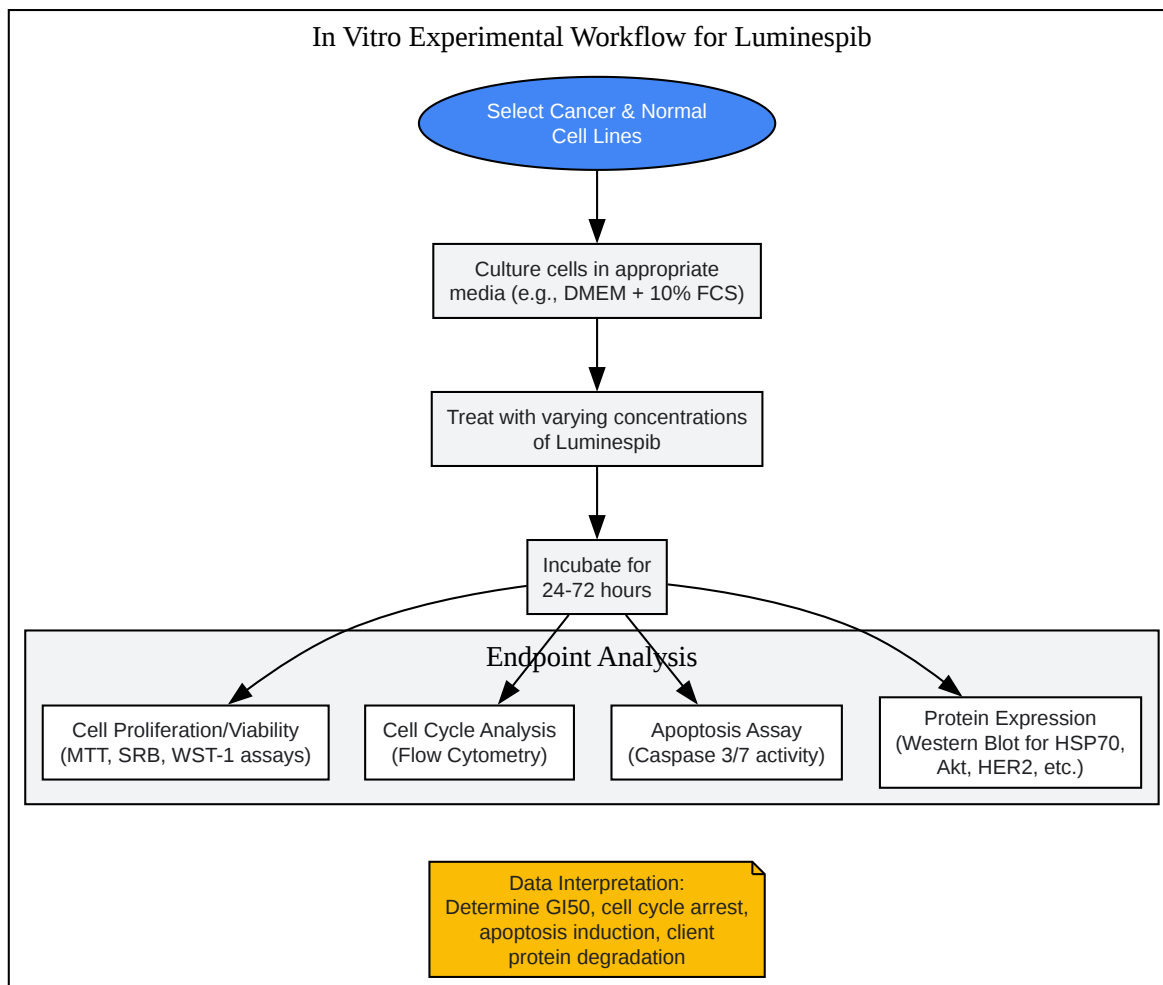 In Vitro Experimental Workflow for Luminespib
Select Cancer & Normal
Cell Lines
Culture cells in appropriate
media (e.g., DMEM + 10% FCS)
Treat with varying concentrations
of Luminespib
Incubate for
24-72 hours
Endpoint Analysis
Cell Proliferation/Viability
(MTT, SRB, WST-1 assays)
Cell Cycle Analysis
(Flow Cytometry)
Apoptosis Assay
(Caspase 3/7 activity)
Protein Expression
(Western Blot for HSP70,
Akt, HER2, etc.)
Data Interpretation:
Determine GI50, cell cycle arrest,
apoptosis induction, client
protein degradation